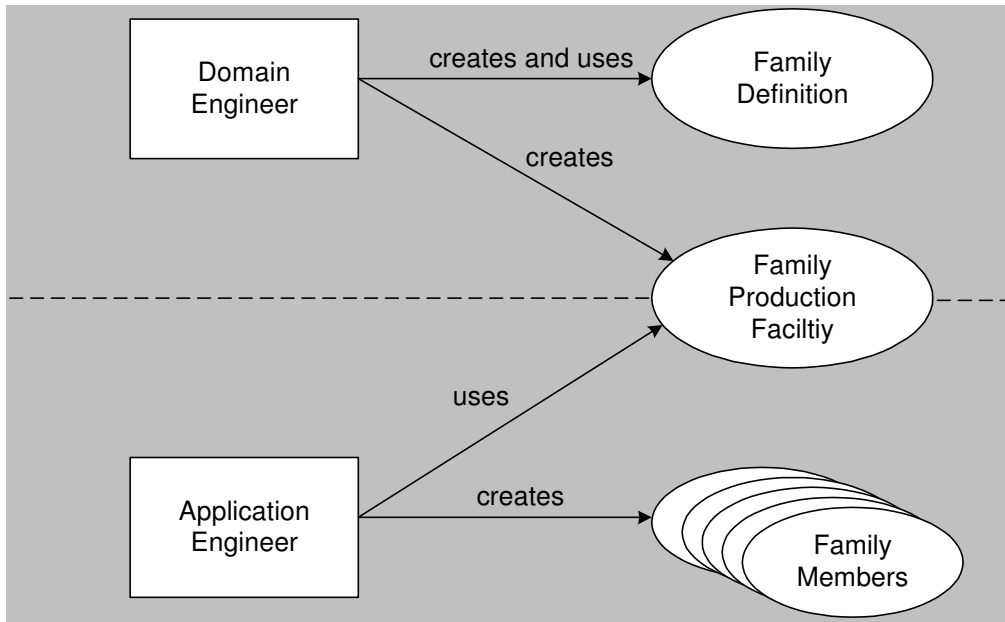 Domain
Engineer
creates and uses
Family
Definition
creates
Family
Production
Faciltiy
uses
Application
Engineer
creates
Family
Members